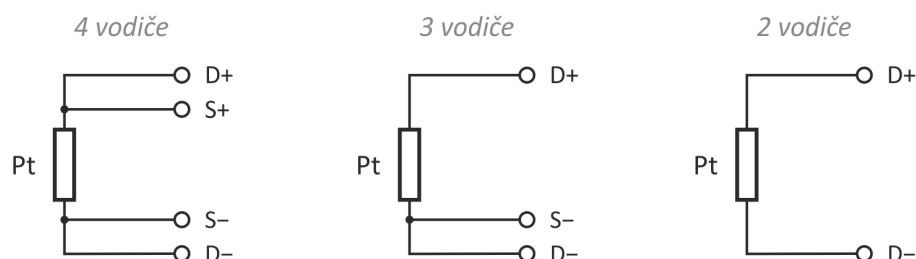 4 vodiče
D+
S+
Pt
S−
D−
3 vodiče
D+
Pt
S−
D−
2 vodiče
D+
Pt
D−